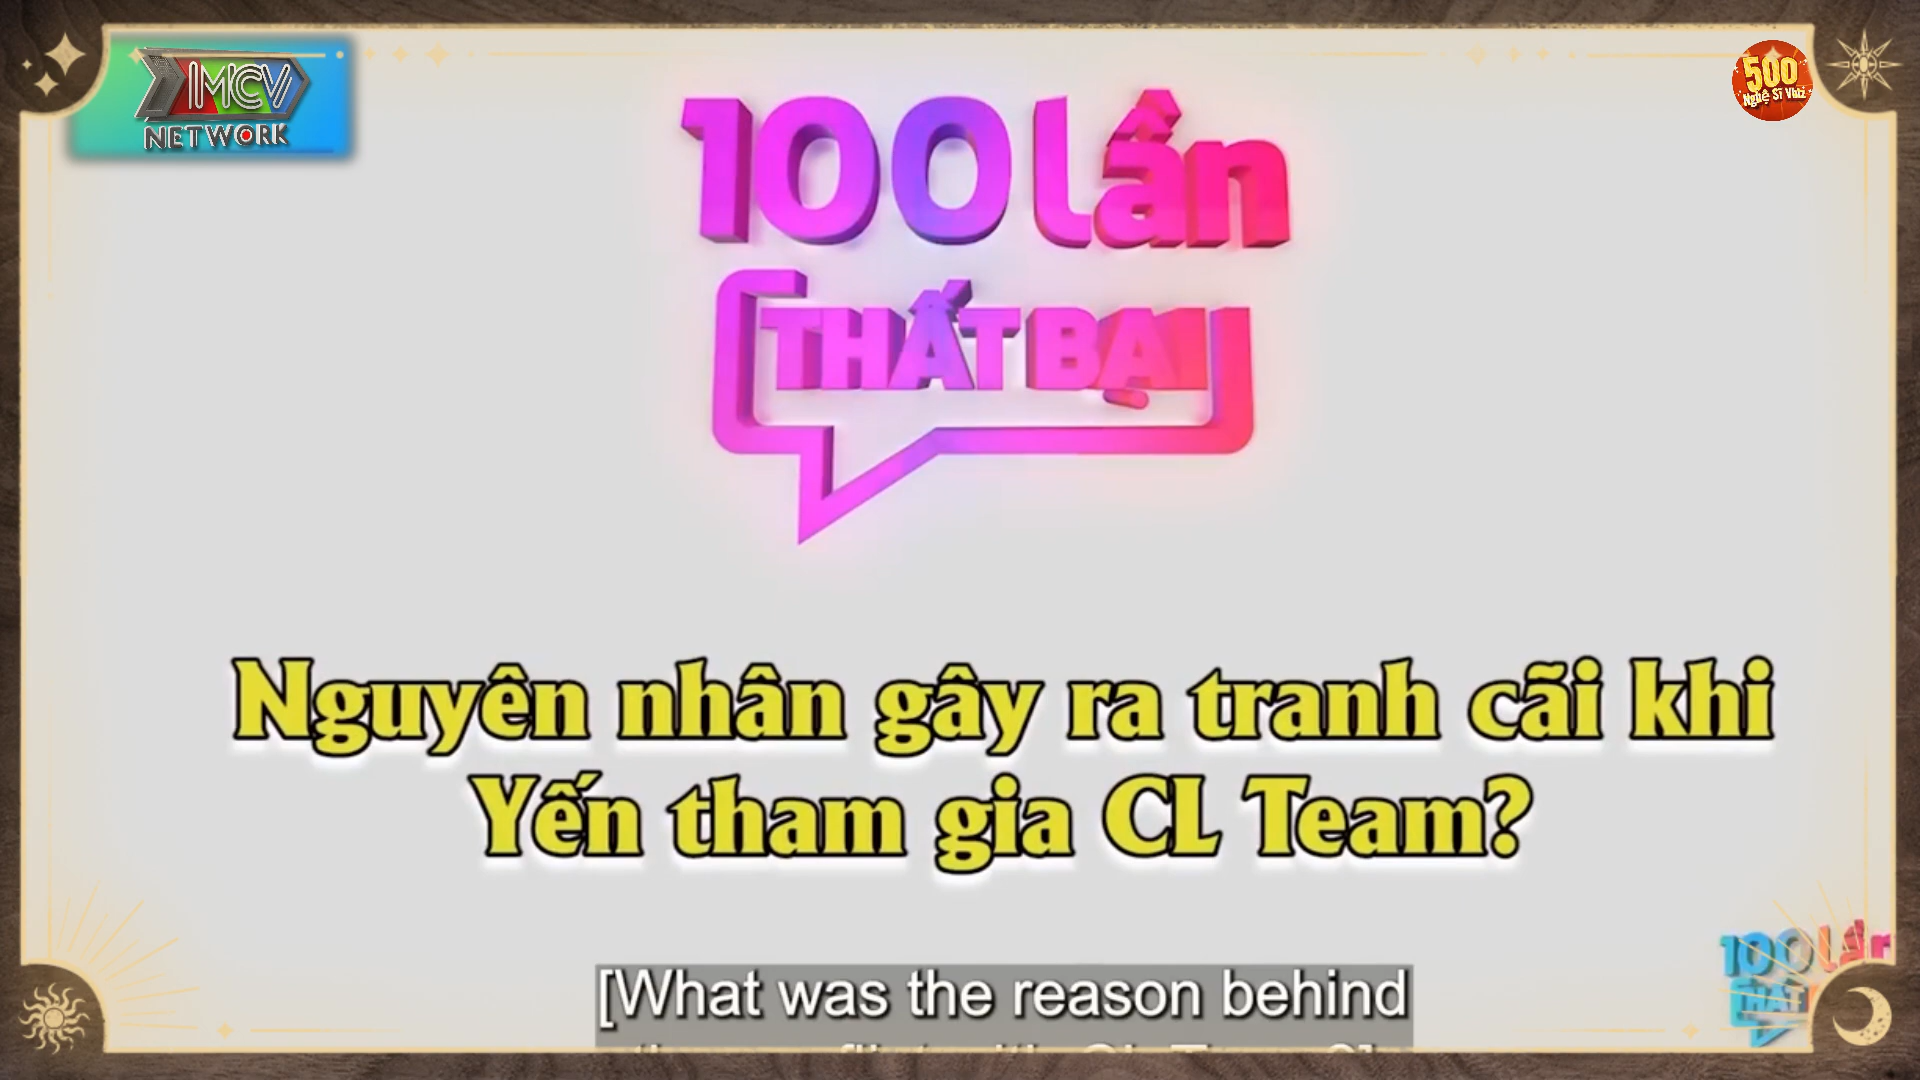 MCV
NETWORK
500
Nghệ Sĩ Việt
100 lần
THẤT BẠI
Nguyên nhân gây ra tranh cãi khi
Yến tham gia CL Team?
[What was the reason behind
100 lần